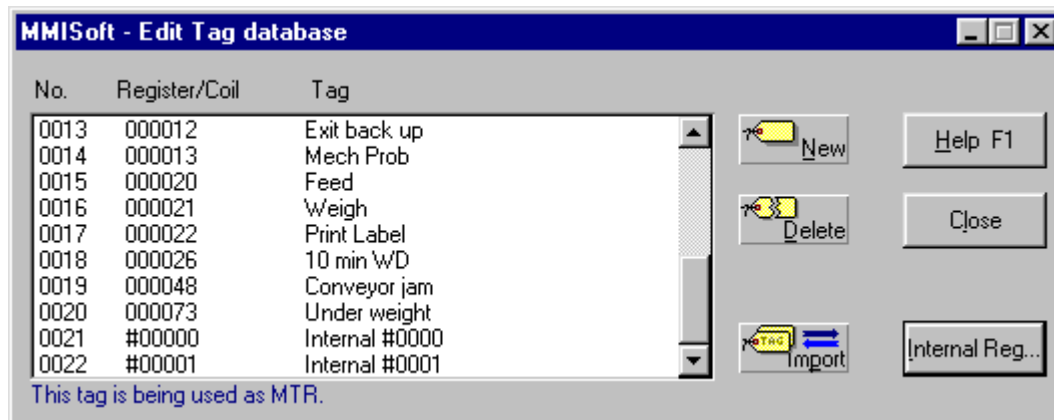 MMISoft - Edit Tag database
No. Register/Coil Tag
0013 000012 Exit back up
0014 000013 Mech Prob
0015 000020 Feed
0016 000021 Weigh
0017 000022 Print Label
0018 000026 10 min WD
0019 000048 Conveyor jam
0020 000073 Under weight
0021 #00000 Internal #0000
0022 #00001 Internal #0001
This tag is being used as MTR.
New
Help F1
Delete
Close
TAG
Import
Internal Reg...